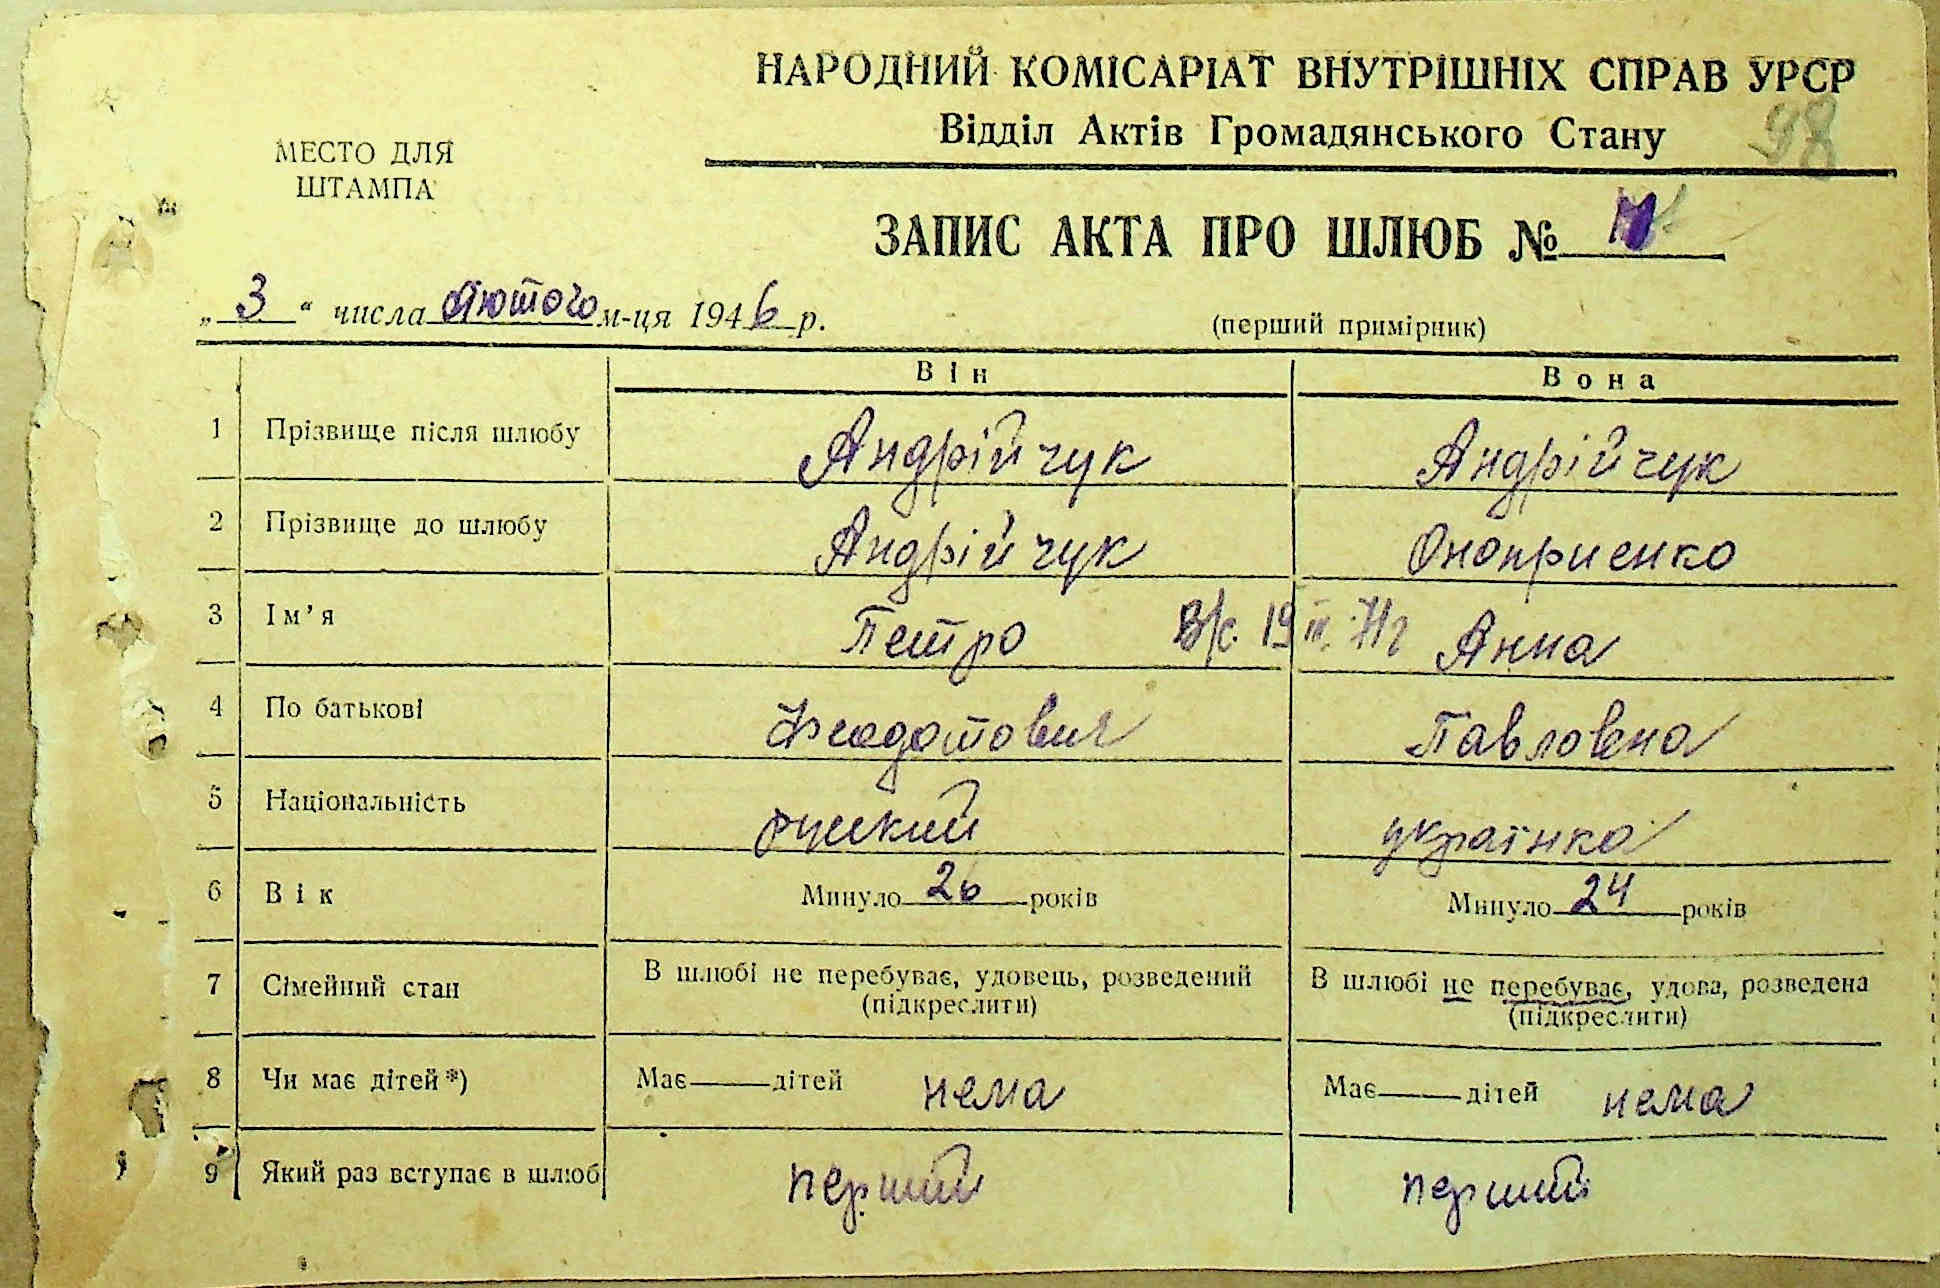 НАРОДНИЙ КОМІСАРІАТ ВНУТРІШНІХ СПРАВ УРСР
Відділ Актів Громадянського Стану
98
МЕСТО ДЛЯ
ШТАМПА
ЗАПИС АКТА ПРО ШЛЮБ №
„3“ числа Лютого м-ця 1946 р.
(перший примірник)
Він Вона
1 Прізвище після шлюбу Андрійчук Андрійчук
2 Прізвище до шлюбу Андрійчук Оноприенко
3 Ім'я Петро В/с. 19 III. 71г Анна
4 По батькові Феодотович Павловна
5 Національність руський українка
6 Вік Минуло 26 років Минуло 24 років
7 Сімейний стан В шлюбі не перебуває, удовець, розведений В шлюбі не перебуває, удова, розведена
(підкреслити) (підкреслити)
8 Чи має дітей*) Має дітей нема Має дітей нема
9 Який раз вступає в шлюб перший перший